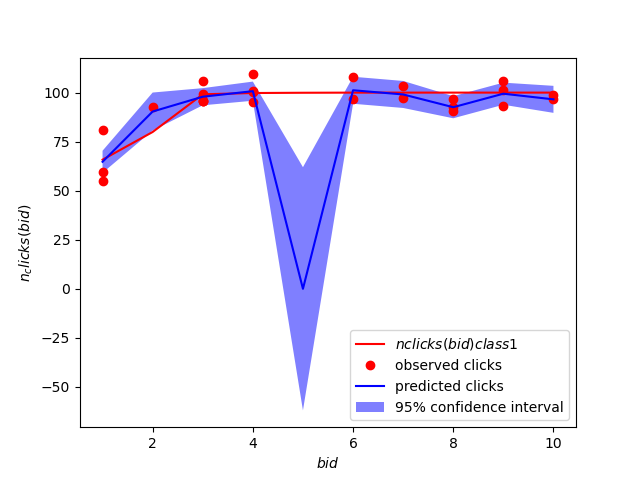 100
75
50
25
0
−25
−50
n_clicks(bid)
nclicks(bid)class1
observed clicks
predicted clicks
95% confidence interval
2
4
6
8
10
bid